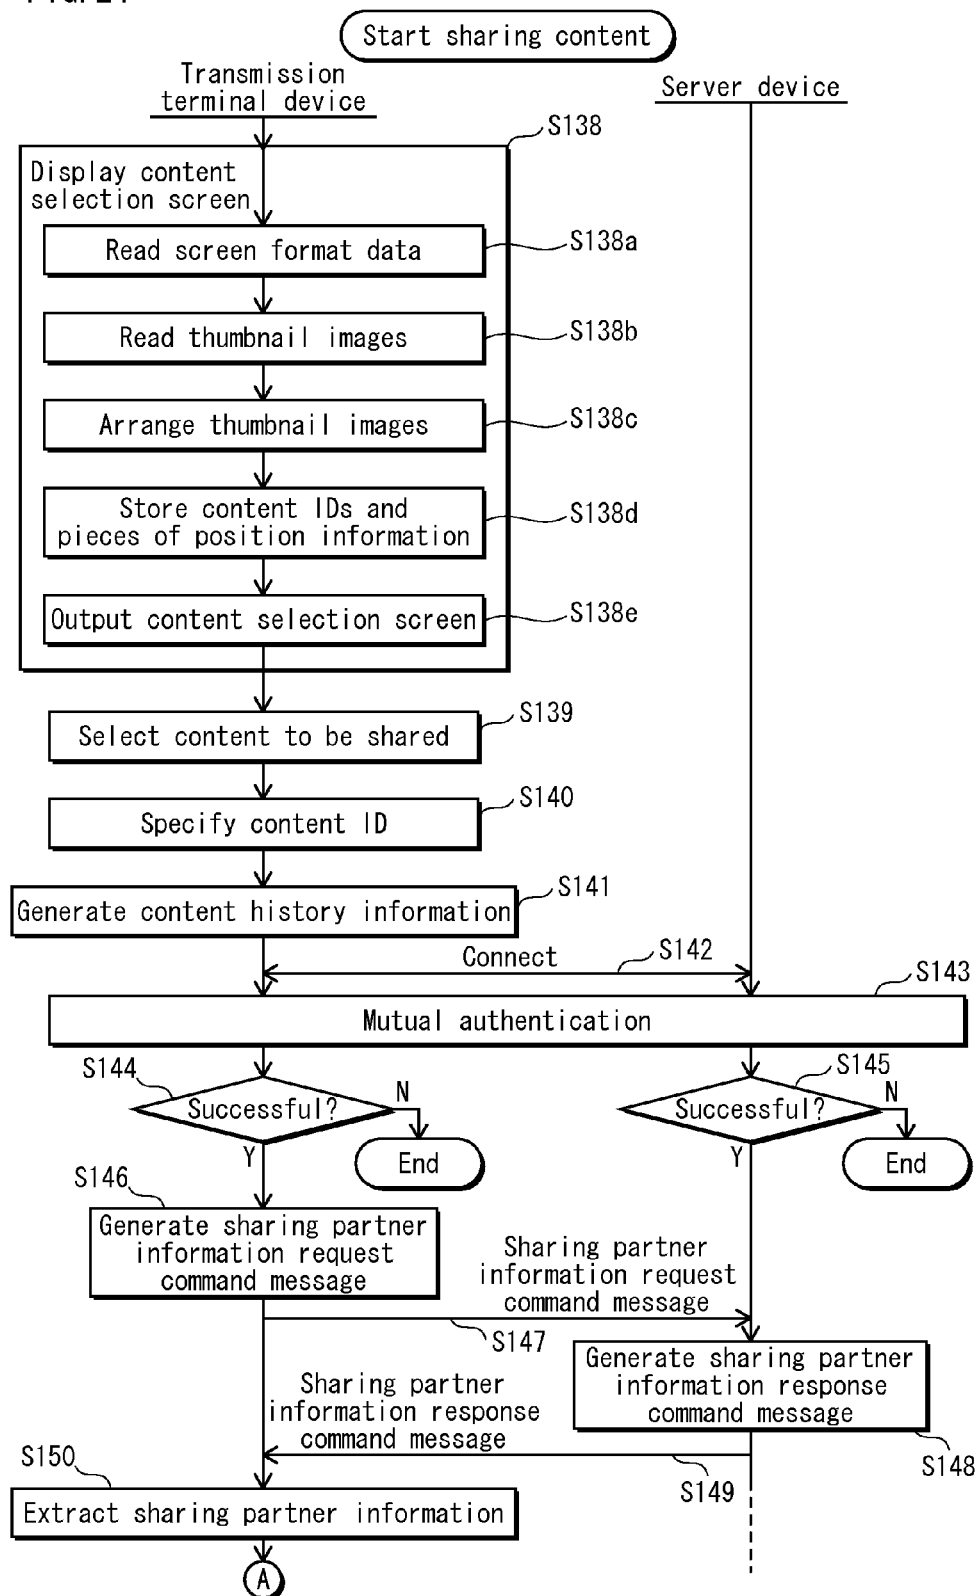 Start sharing content
Transmission
terminal device
Server device
S138
Display content
selection screen
Read screen format data
S138a
Read thumbnail images
S138b
Arrange thumbnail images
S138c
Store content IDs and
pieces of position information
S138d
Output content selection screen
S138e
S139
Select content to be shared
S140
Specify content ID
S141
Generate content history information
Connect
S142
S143
Mutual authentication
S144
Successful?
N
Y
End
S145
Successful?
N
Y
End
S146
Generate sharing partner
information request
command message
Sharing partner
information request
command message
S147
Generate sharing partner
information response
command message
S148
Sharing partner
information response
command message
S149
S150
Extract sharing partner information
A